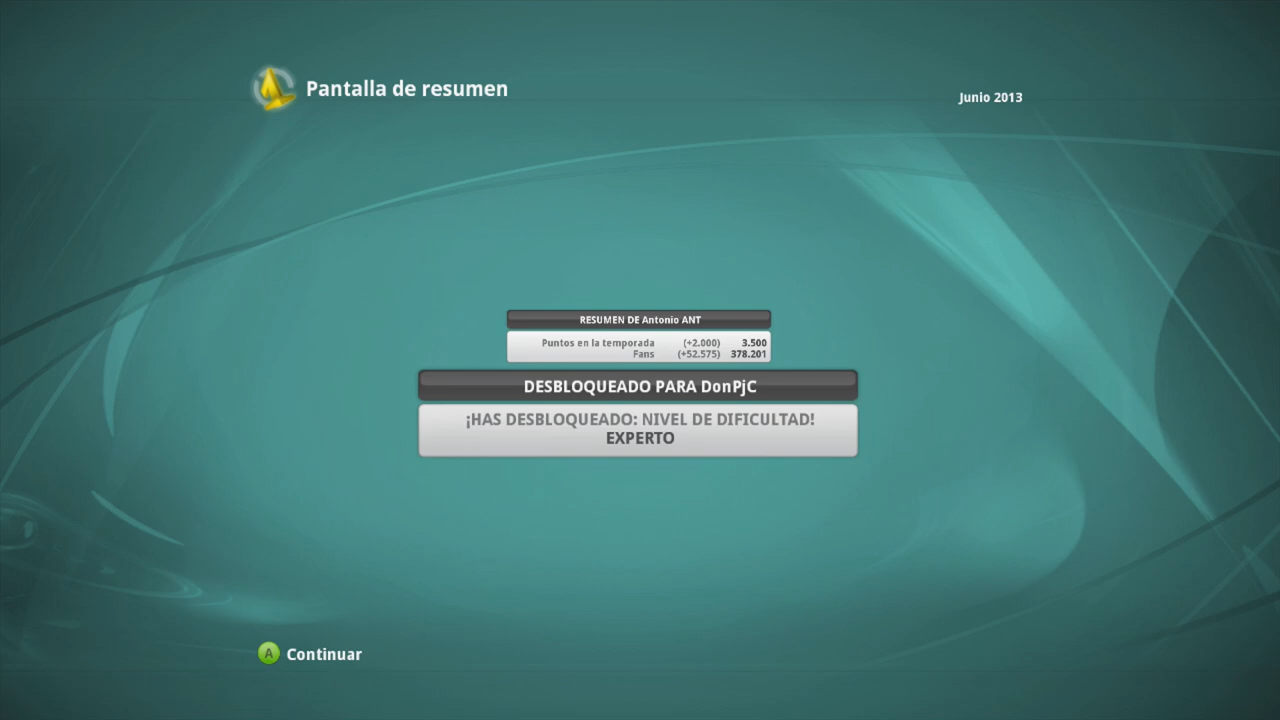 Pantalla de resumen
Junio 2013
RESUMEN DE Antonio ANT
Puntos en la temporada (+2.000) 3.500
Fans (+52.575) 378.201
DESBLOQUEADO PARA DonPjC
¡HAS DESBLOQUEADO: NIVEL DE DIFICULTAD!
EXPERTO
A Continuar